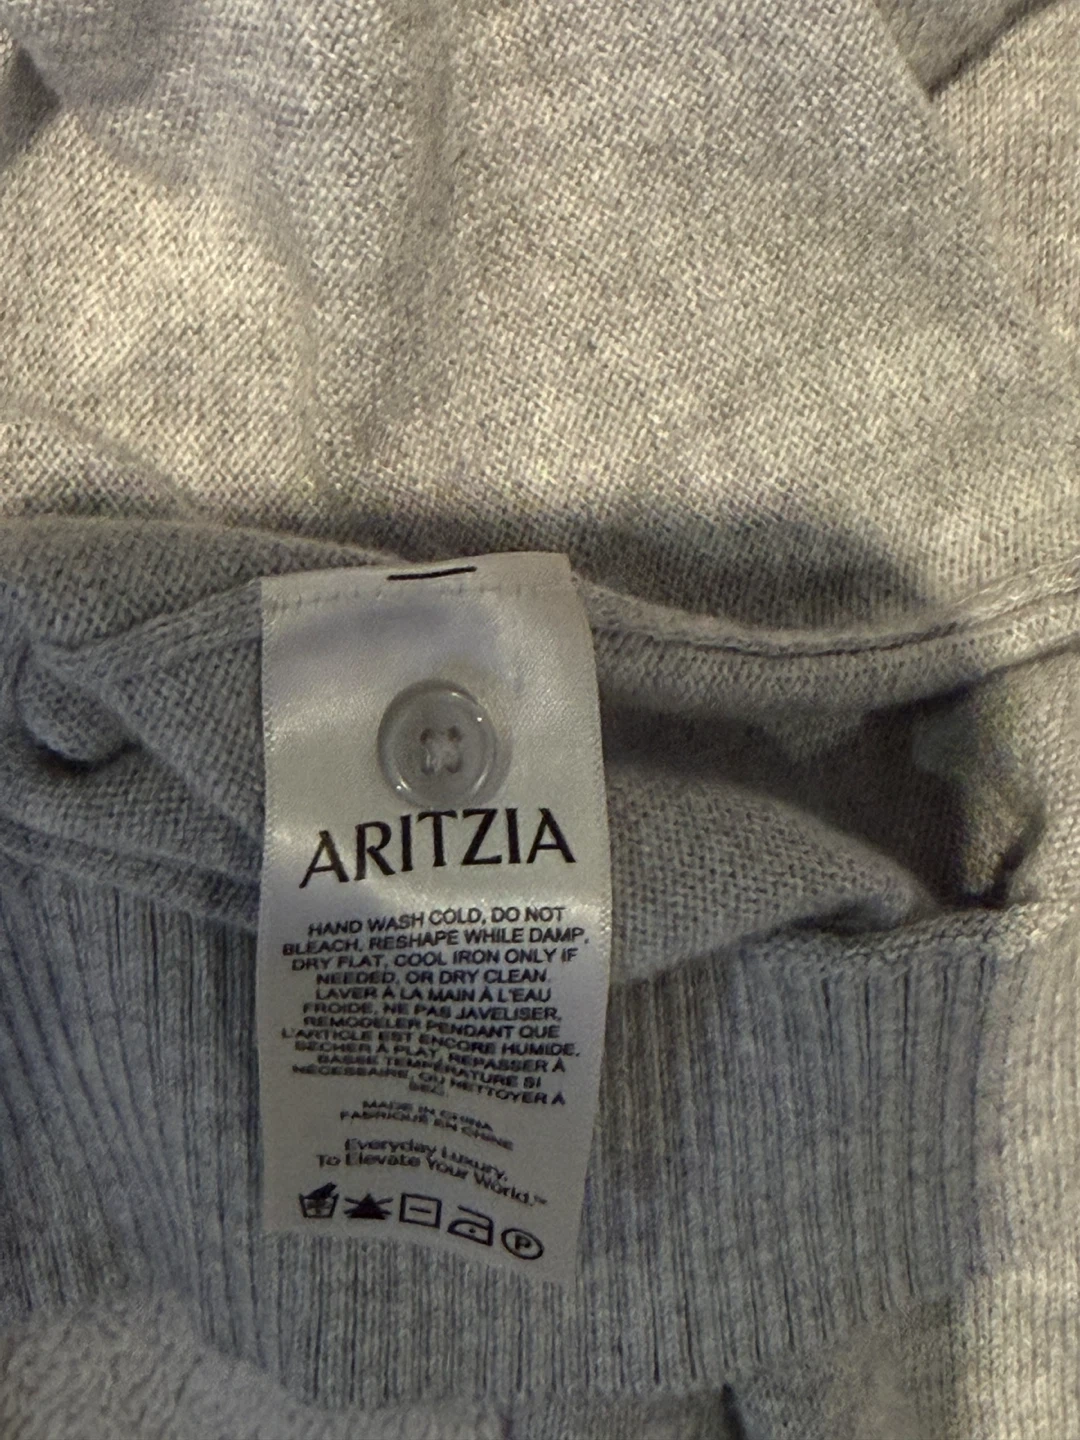 ARITZIA
HAND WASH COLD, DO NOT
BLEACH, RESHAPE WHILE DAMP,
DRY FLAT, COOL IRON ONLY IF
NEEDED, OR DRY CLEAN.
LAVER À LA MAIN À L'EAU
FROIDE, NE PAS JAVELISER,
REMODELER PENDANT QUE
L'ARTICLE EST ENCORE HUMIDE,
SÉCHER À PLAT, REPASSER À
BASSE TEMPÉRATURE SI
NÉCESSAIRE, OU NETTOYER À
SEC.
MADE IN CHINA
FABRIQUÉ EN CHINE
Everyday Luxury.
To Elevate Your World.™
P